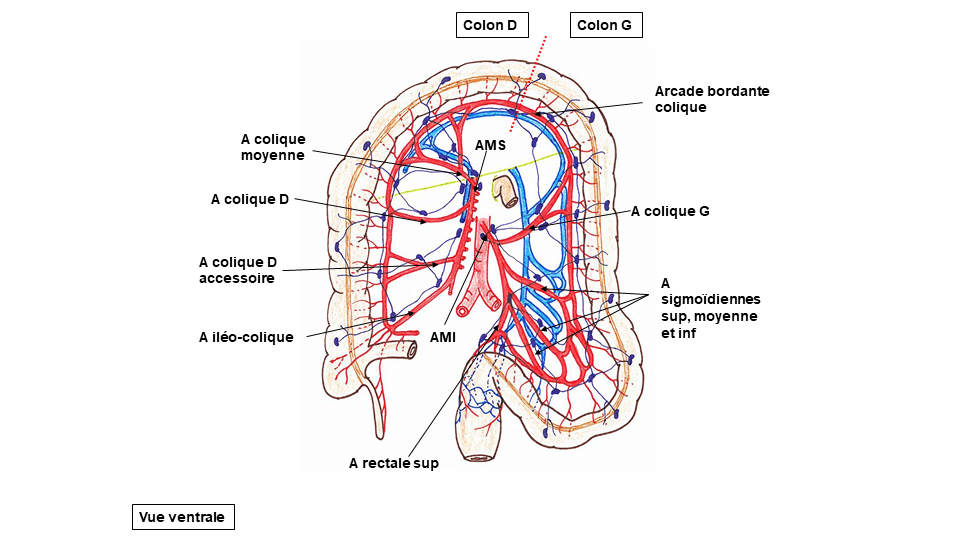 Colon D
Colon G
Arcade bordante
colique
A colique
moyenne
AMS
A colique D
A colique G
A colique D
accessoire
A
sigmoïdiennes
sup, moyenne
et inf
A iléo-colique
AMI
A rectale sup
Vue ventrale